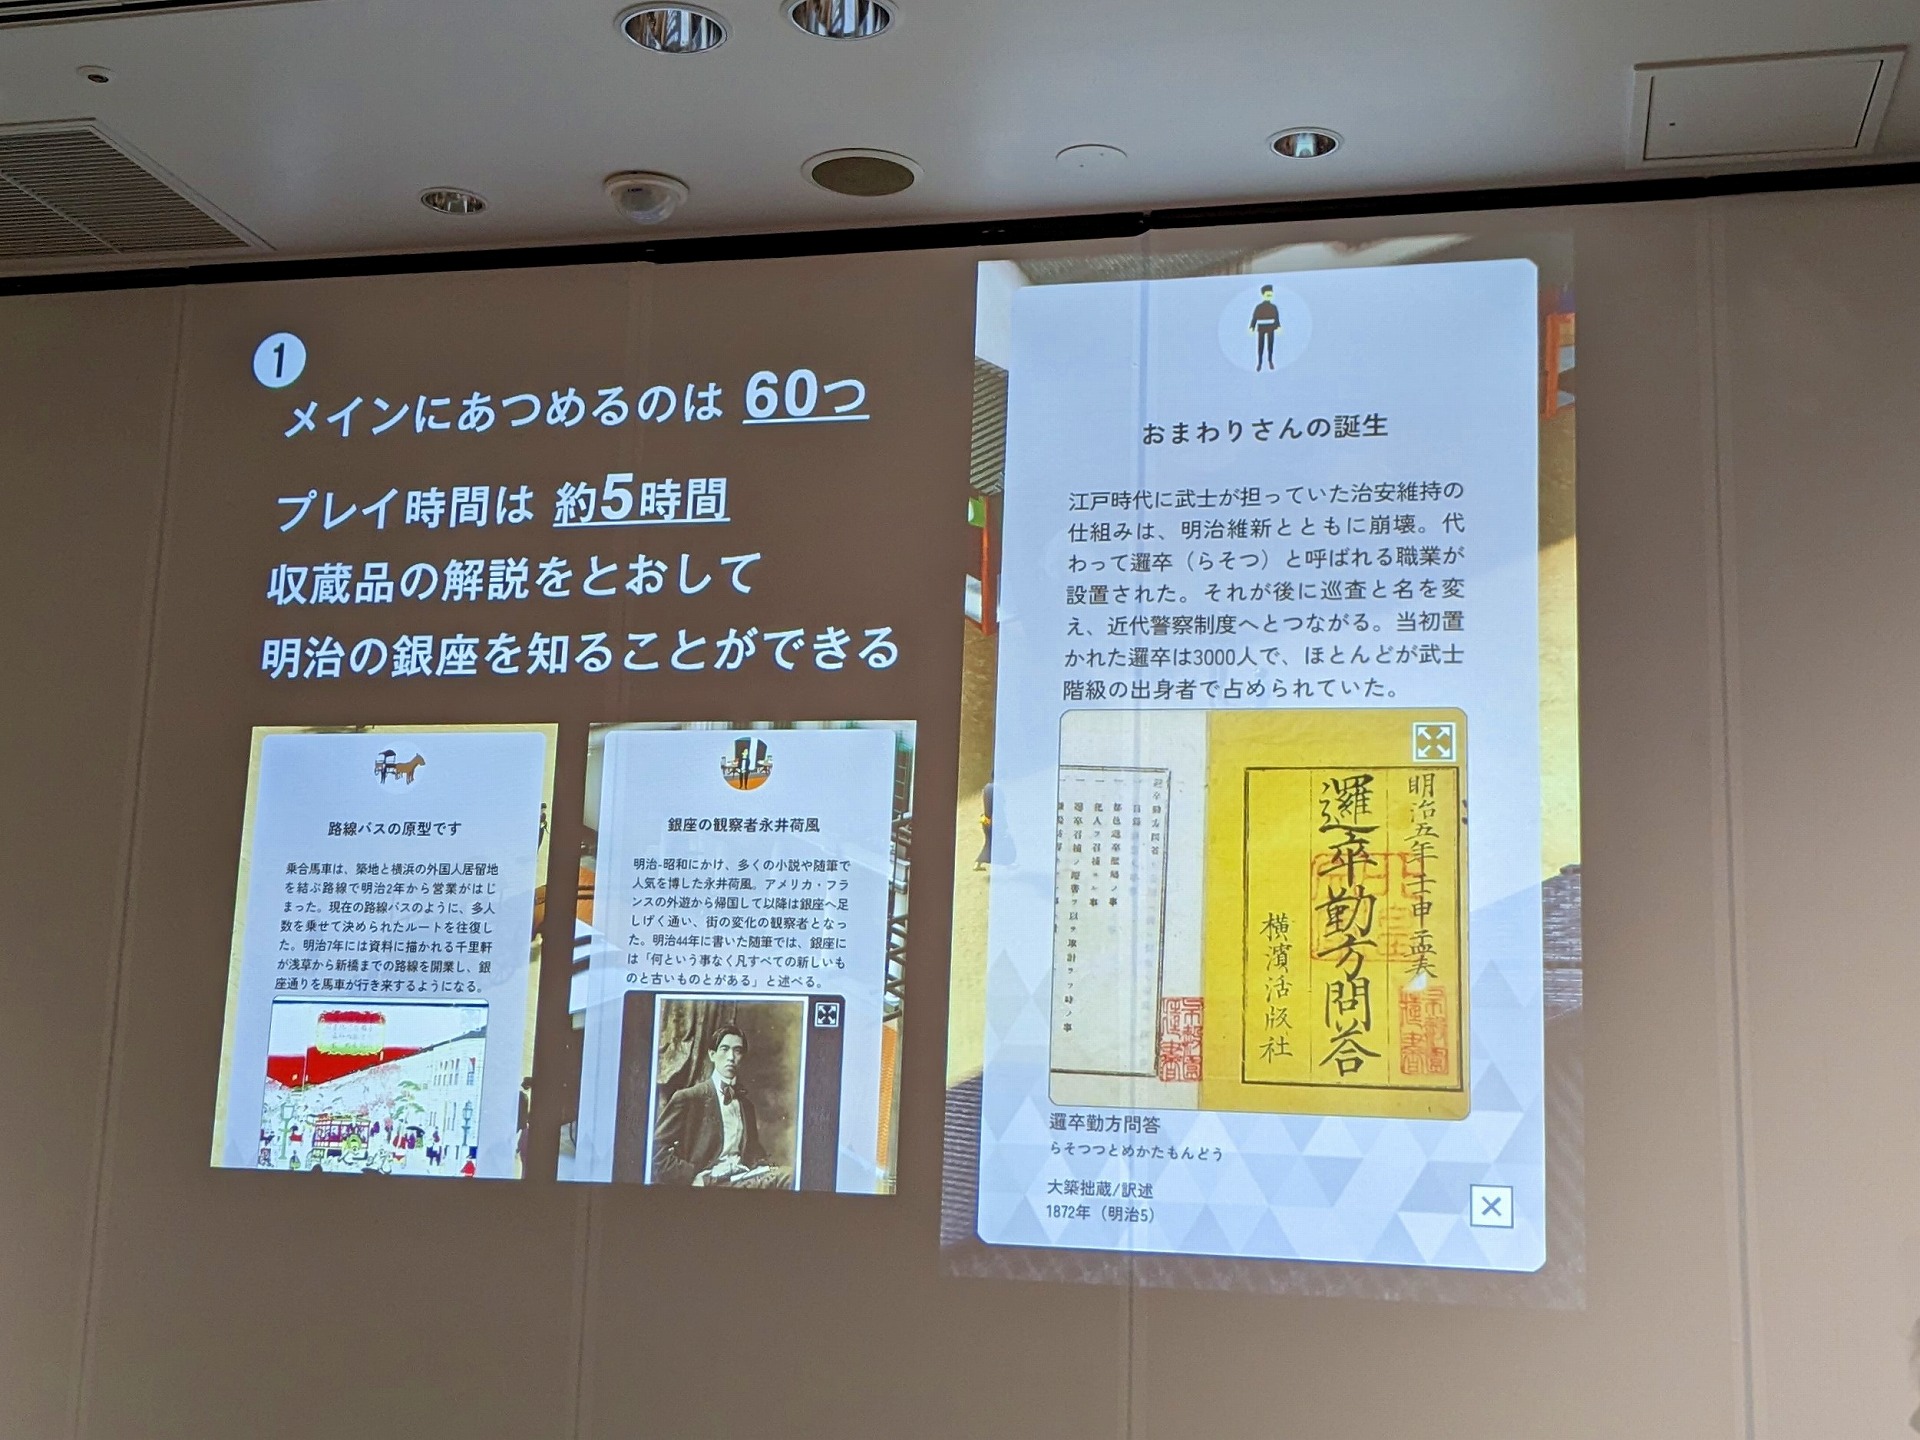 1
メインにあつめるのは 60つ
プレイ時間は 約5時間
収蔵品の解説をとおして
明治の銀座を知ることができる
路線バスの原型です
乗合馬車は、築地と横浜の外国人居留地
を結ぶ路線で明治2年から営業がはじ
まった。現在の路線バスのように、多人
数を乗せて決められたルートを往復し
た。明治7年には資料に描かれる千里軒
が浅草から新橋までの路線を開業し、銀
座通りを馬車が行き来するようになる。
銀座の観察者永井荷風
明治-昭和にかけ、多くの小説や随筆で
人気を博した永井荷風。アメリカ・フラ
ンスの外遊から帰国して以降は銀座へ足
しげく通い、街の変化の観察者となっ
た。明治44年に書いた随筆では、銀座に
は「何という事なく凡すべての新しいも
のと古いものとがある」と述べる。
おまわりさんの誕生
江戸時代に武士が担っていた治安維持の
仕組みは、明治維新とともに崩壊。代
わって邏卒（らそつ）と呼ばれる職業が
設置された。それが後に巡査と名を変
え、近代警察制度へとつながる。当初置
かれた邏卒は3000人で、ほとんどが武士
階級の出身者で占められていた。
明治五年壬申孟夏
邏卒勤方問答
横濱活版社
邏卒勤方問答
らそつつとめかたもんどう
大築拙蔵/訳述
1872年（明治5）